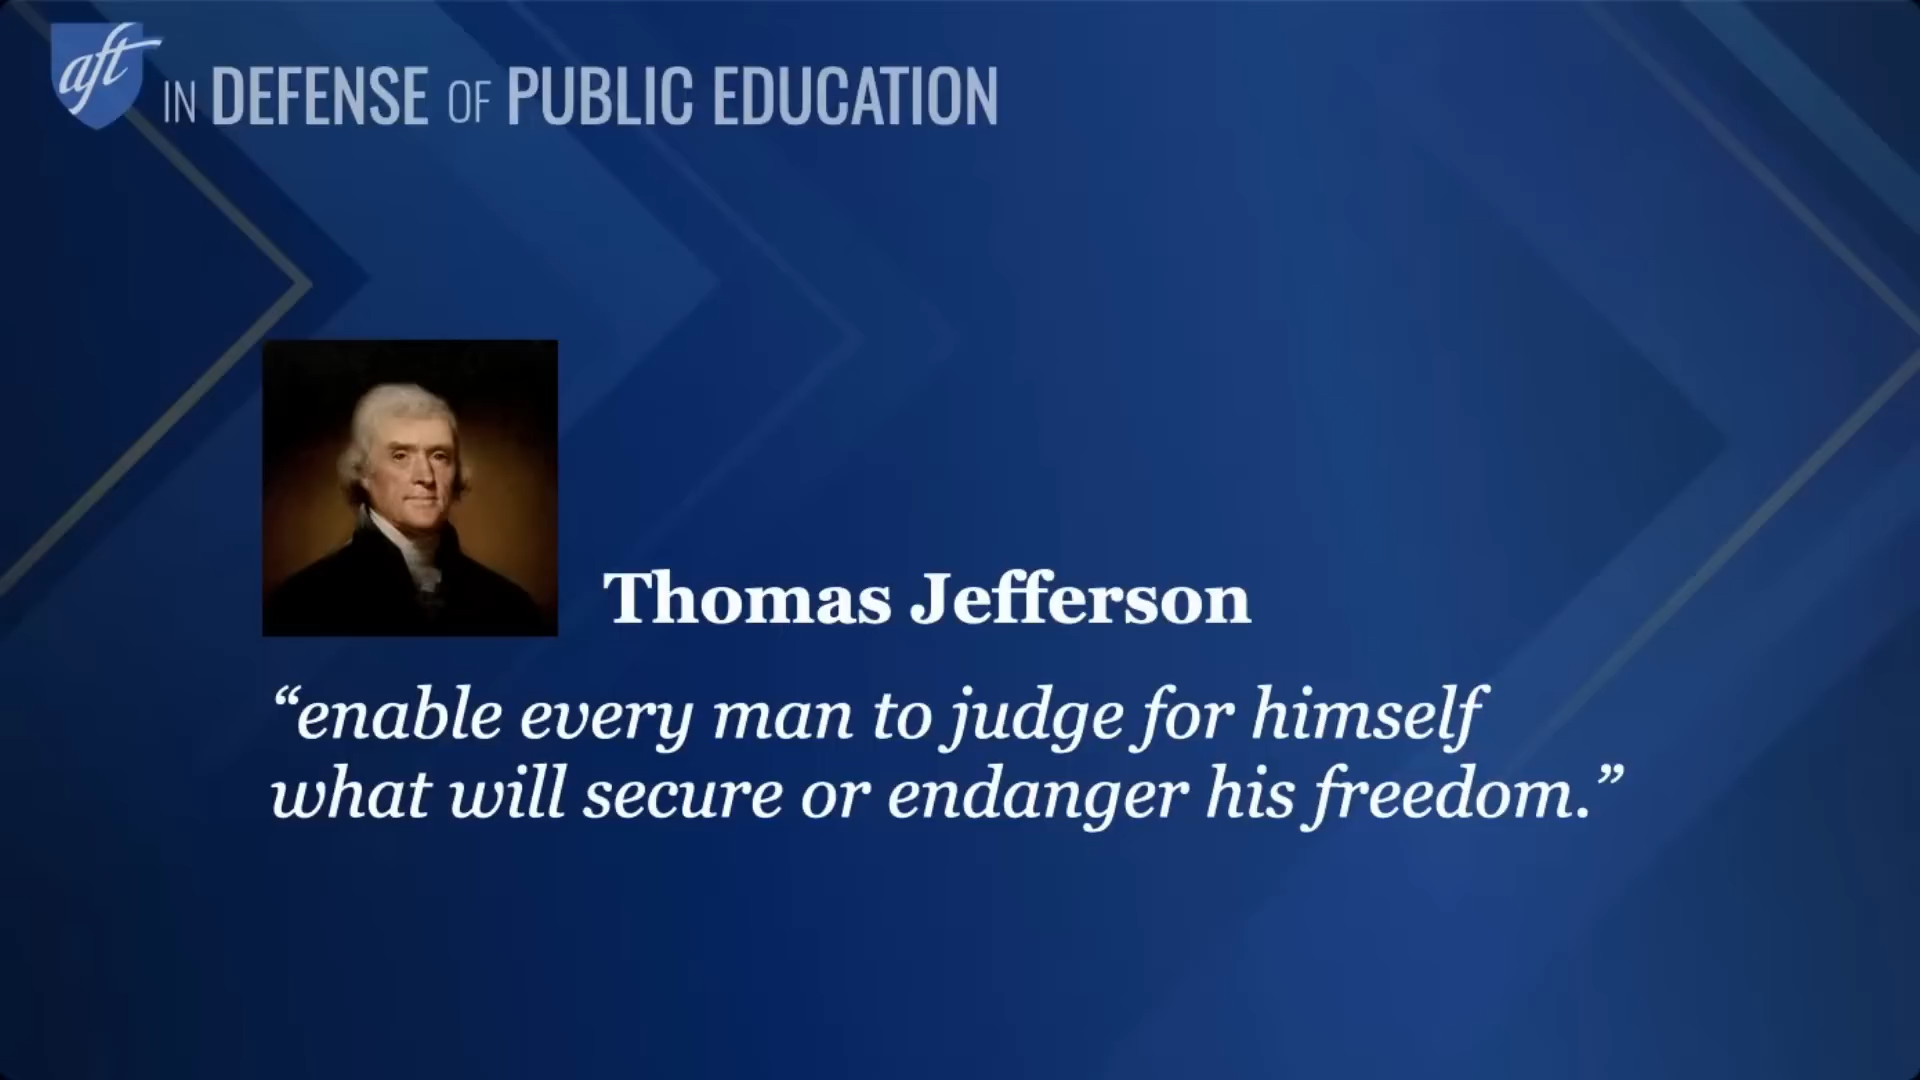 aft
IN DEFENSE OF PUBLIC EDUCATION
Thomas Jefferson
“enable every man to judge for himself
what will secure or endanger his freedom.”